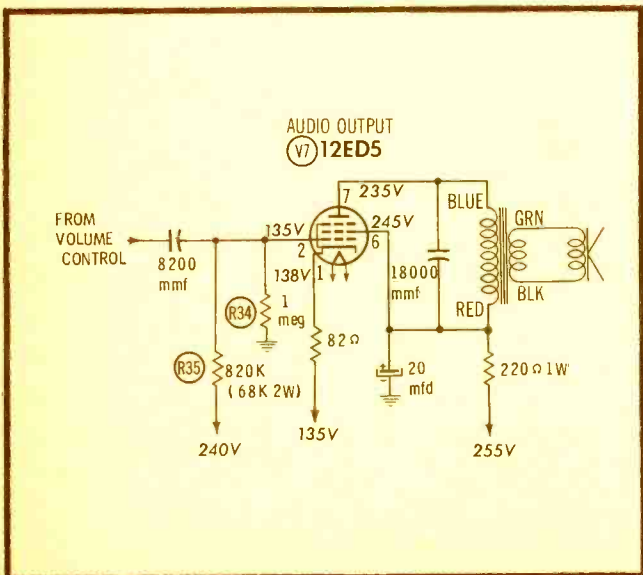 AUDIO OUTPUT
V7 12ED5
7
235V
BLUE
GRN
FROM
VOLUME
CONTROL
135V
245V
2
6
8200
mmf
138V
1
18000
mmf
RED
BLK
R34
1
meg
82Ω
R35
820K
(68K 2W)
20
mfd
220Ω 1W
240V
135V
255V